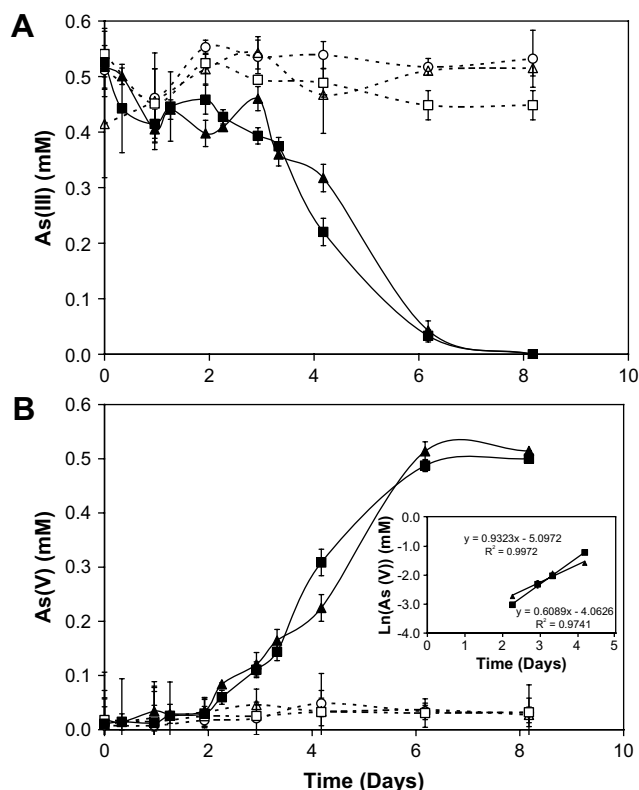 A
As(III) (mM)
0.6
0.5
0.4
0.3
0.2
0.1
0.0
0 2 4 6 8 10
B
As(V) (mM)
0.6
0.5
0.4
0.3
0.2
0.1
0.0
0 2 4 6 8 10
Time (Days)
Ln(As (V)) (mM)
0.0
-1.0
-2.0
-3.0
-4.0
y = 0.9323x - 5.0972
R² = 0.9972
y = 0.6089x - 4.0626
R² = 0.9741
0 1 2 3 4 5
Time (Days)